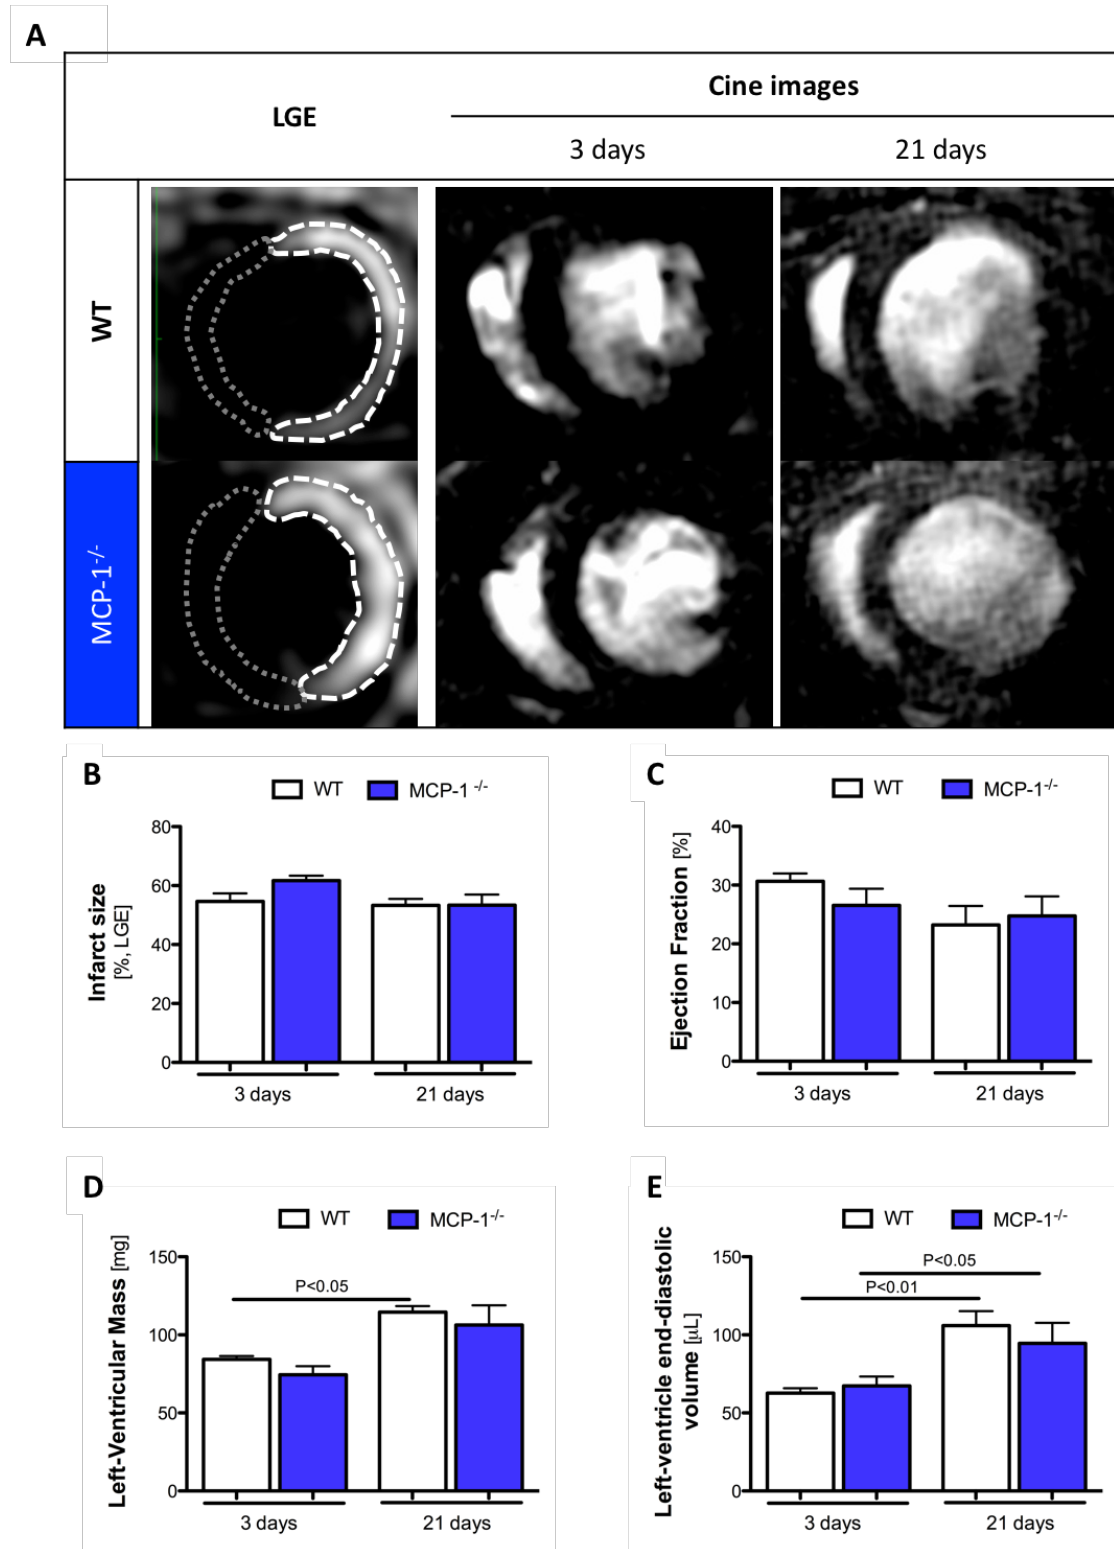 A
LGE
Cine images
3 days
21 days
WT
MCP-1-/-
B
WT
MCP-1 -/-
Infarct size
[%, LGE]
80
60
40
20
0
3 days
21 days
C
WT
MCP-1-/-
Ejection Fraction [%]
40
30
20
10
0
3 days
21 days
D
WT
MCP-1-/-
Left-Ventricular Mass [mg]
150
100
50
0
P<0.05
3 days
21 days
E
WT
MCP-1-/-
Left-ventricle end-diastolic
volume [µL]
150
100
50
0
P<0.05
P<0.01
3 days
21 days